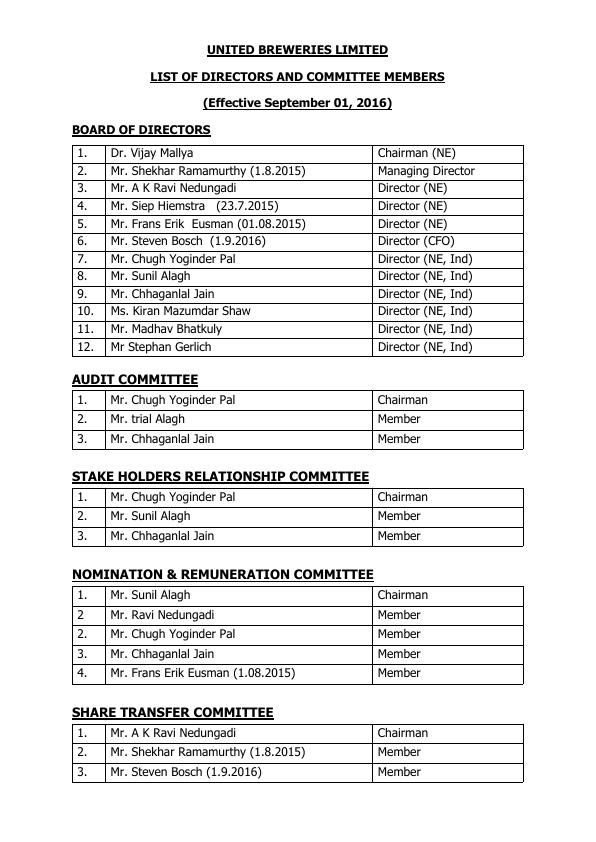 UNITED BREWERIES LIMITED
LIST OF DIRECTORS AND COMMITTEE MEMBERS
(Effective September 01, 2016)
BOARD OF DIRECTORS
1. Dr. Vijay Mallya Chairman (NE)
2. Mr. Shekhar Ramamurthy (1.8.2015) Managing Director
3. Mr. A K Ravi Nedungadi Director (NE)
4. Mr. Siep Hiemstra (23.7.2015) Director (NE)
5. Mr. Frans Erik Eusman (01.08.2015) Director (NE)
6. Mr. Steven Bosch (1.9.2016) Director (CFO)
7. Mr. Chugh Yoginder Pal Director (NE, Ind)
8. Mr. Sunil Alagh Director (NE, Ind)
9. Mr. Chhaganlal Jain Director (NE, Ind)
10. Ms. Kiran Mazumdar Shaw Director (NE, Ind)
11. Mr. Madhav Bhatkuly Director (NE, Ind)
12. Mr Stephan Gerlich Director (NE, Ind)
AUDIT COMMITTEE
1. Mr. Chugh Yoginder Pal Chairman
2. Mr. trial Alagh Member
3. Mr. Chhaganlal Jain Member
STAKE HOLDERS RELATIONSHIP COMMITTEE
1. Mr. Chugh Yoginder Pal Chairman
2. Mr. Sunil Alagh Member
3. Mr. Chhaganlal Jain Member
NOMINATION & REMUNERATION COMMITTEE
1. Mr. Sunil Alagh Chairman
2 Mr. Ravi Nedungadi Member
2. Mr. Chugh Yoginder Pal Member
3. Mr. Chhaganlal Jain Member
4. Mr. Frans Erik Eusman (1.08.2015) Member
SHARE TRANSFER COMMITTEE
1. Mr. A K Ravi Nedungadi Chairman
2. Mr. Shekhar Ramamurthy (1.8.2015) Member
3. Mr. Steven Bosch (1.9.2016) Member